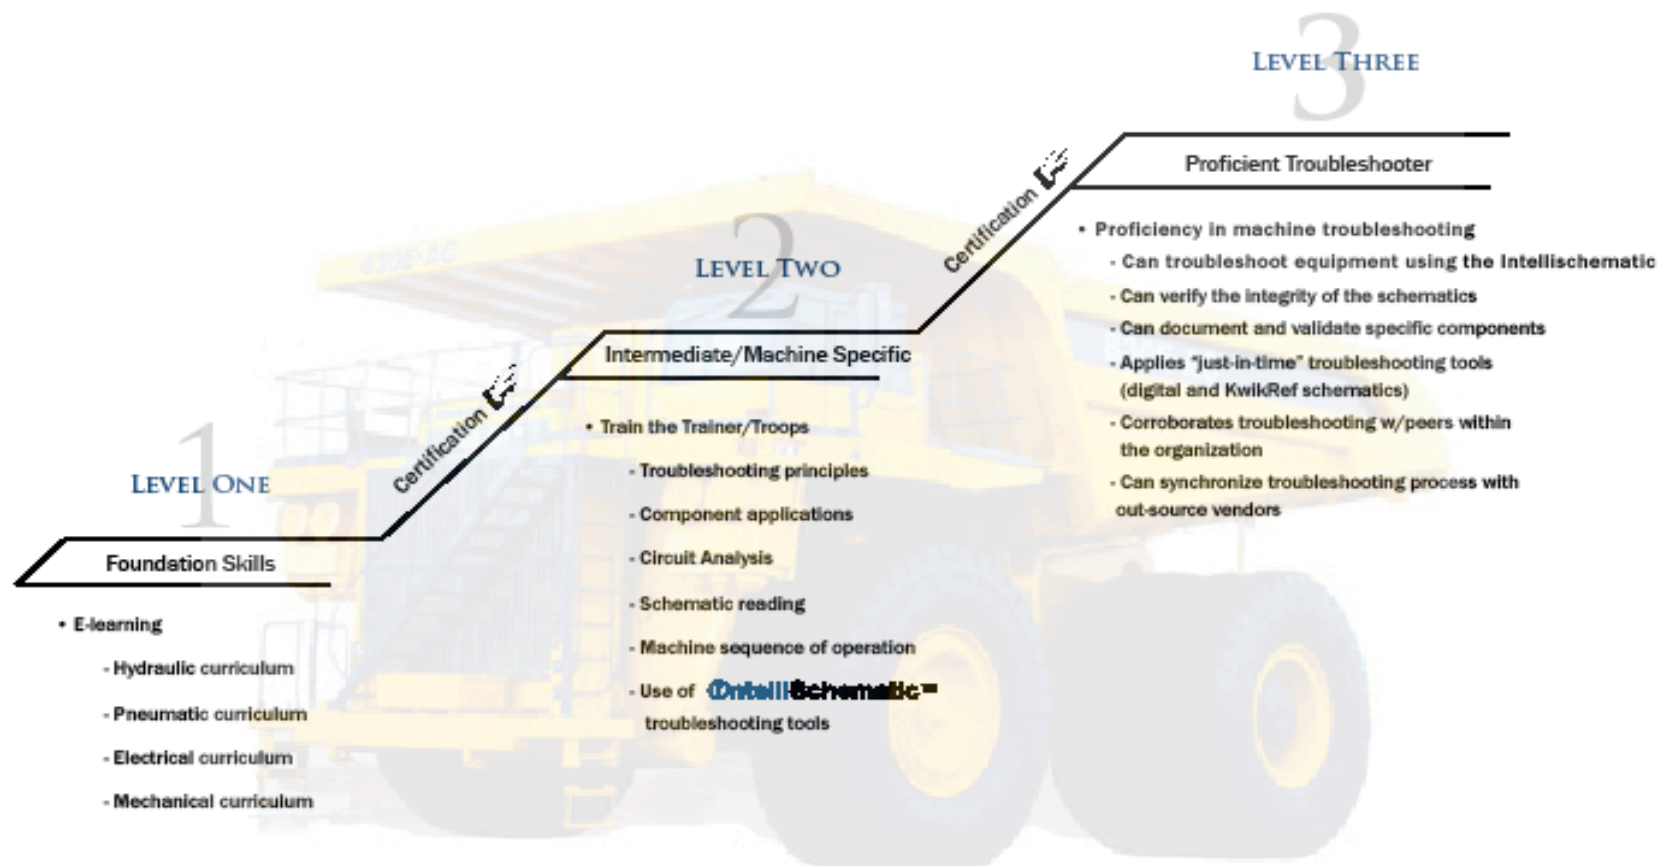 3
LEVEL THREE
Proficient Troubleshooter
Certification
• Proficiency in machine troubleshooting
- Can troubleshoot equipment using the Intellischematic
- Can verify the integrity of the schematics
- Can document and validate specific components
- Applies "just-in-time" troubleshooting tools
(digital and KwikRef schematics)
- Corroborates troubleshooting w/peers within
the organization
- Can synchronize troubleshooting process with
out-source vendors
2
LEVEL TWO
Intermediate/Machine Specific
Certification
• Train the Trainer/Troops
- Troubleshooting principles
- Component applications
- Circuit Analysis
- Schematic reading
- Machine sequence of operation
- Use of IntelliSchematic™
troubleshooting tools
1
LEVEL ONE
Foundation Skills
• E-learning
- Hydraulic curriculum
- Pneumatic curriculum
- Electrical curriculum
- Mechanical curriculum
630E-AC